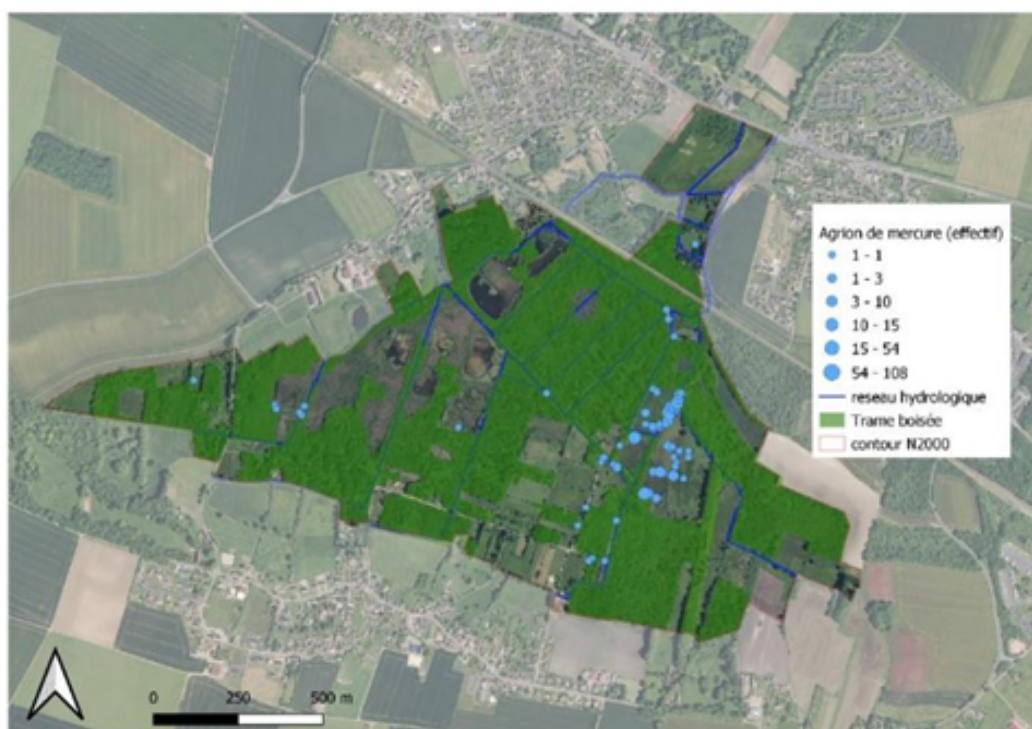 Agrion de mercure (effectif)
1 - 1
1 - 3
3 - 10
10 - 15
15 - 54
54 - 108
reseau hydrologique
Trame boisée
contour N2000
0 250 500 m